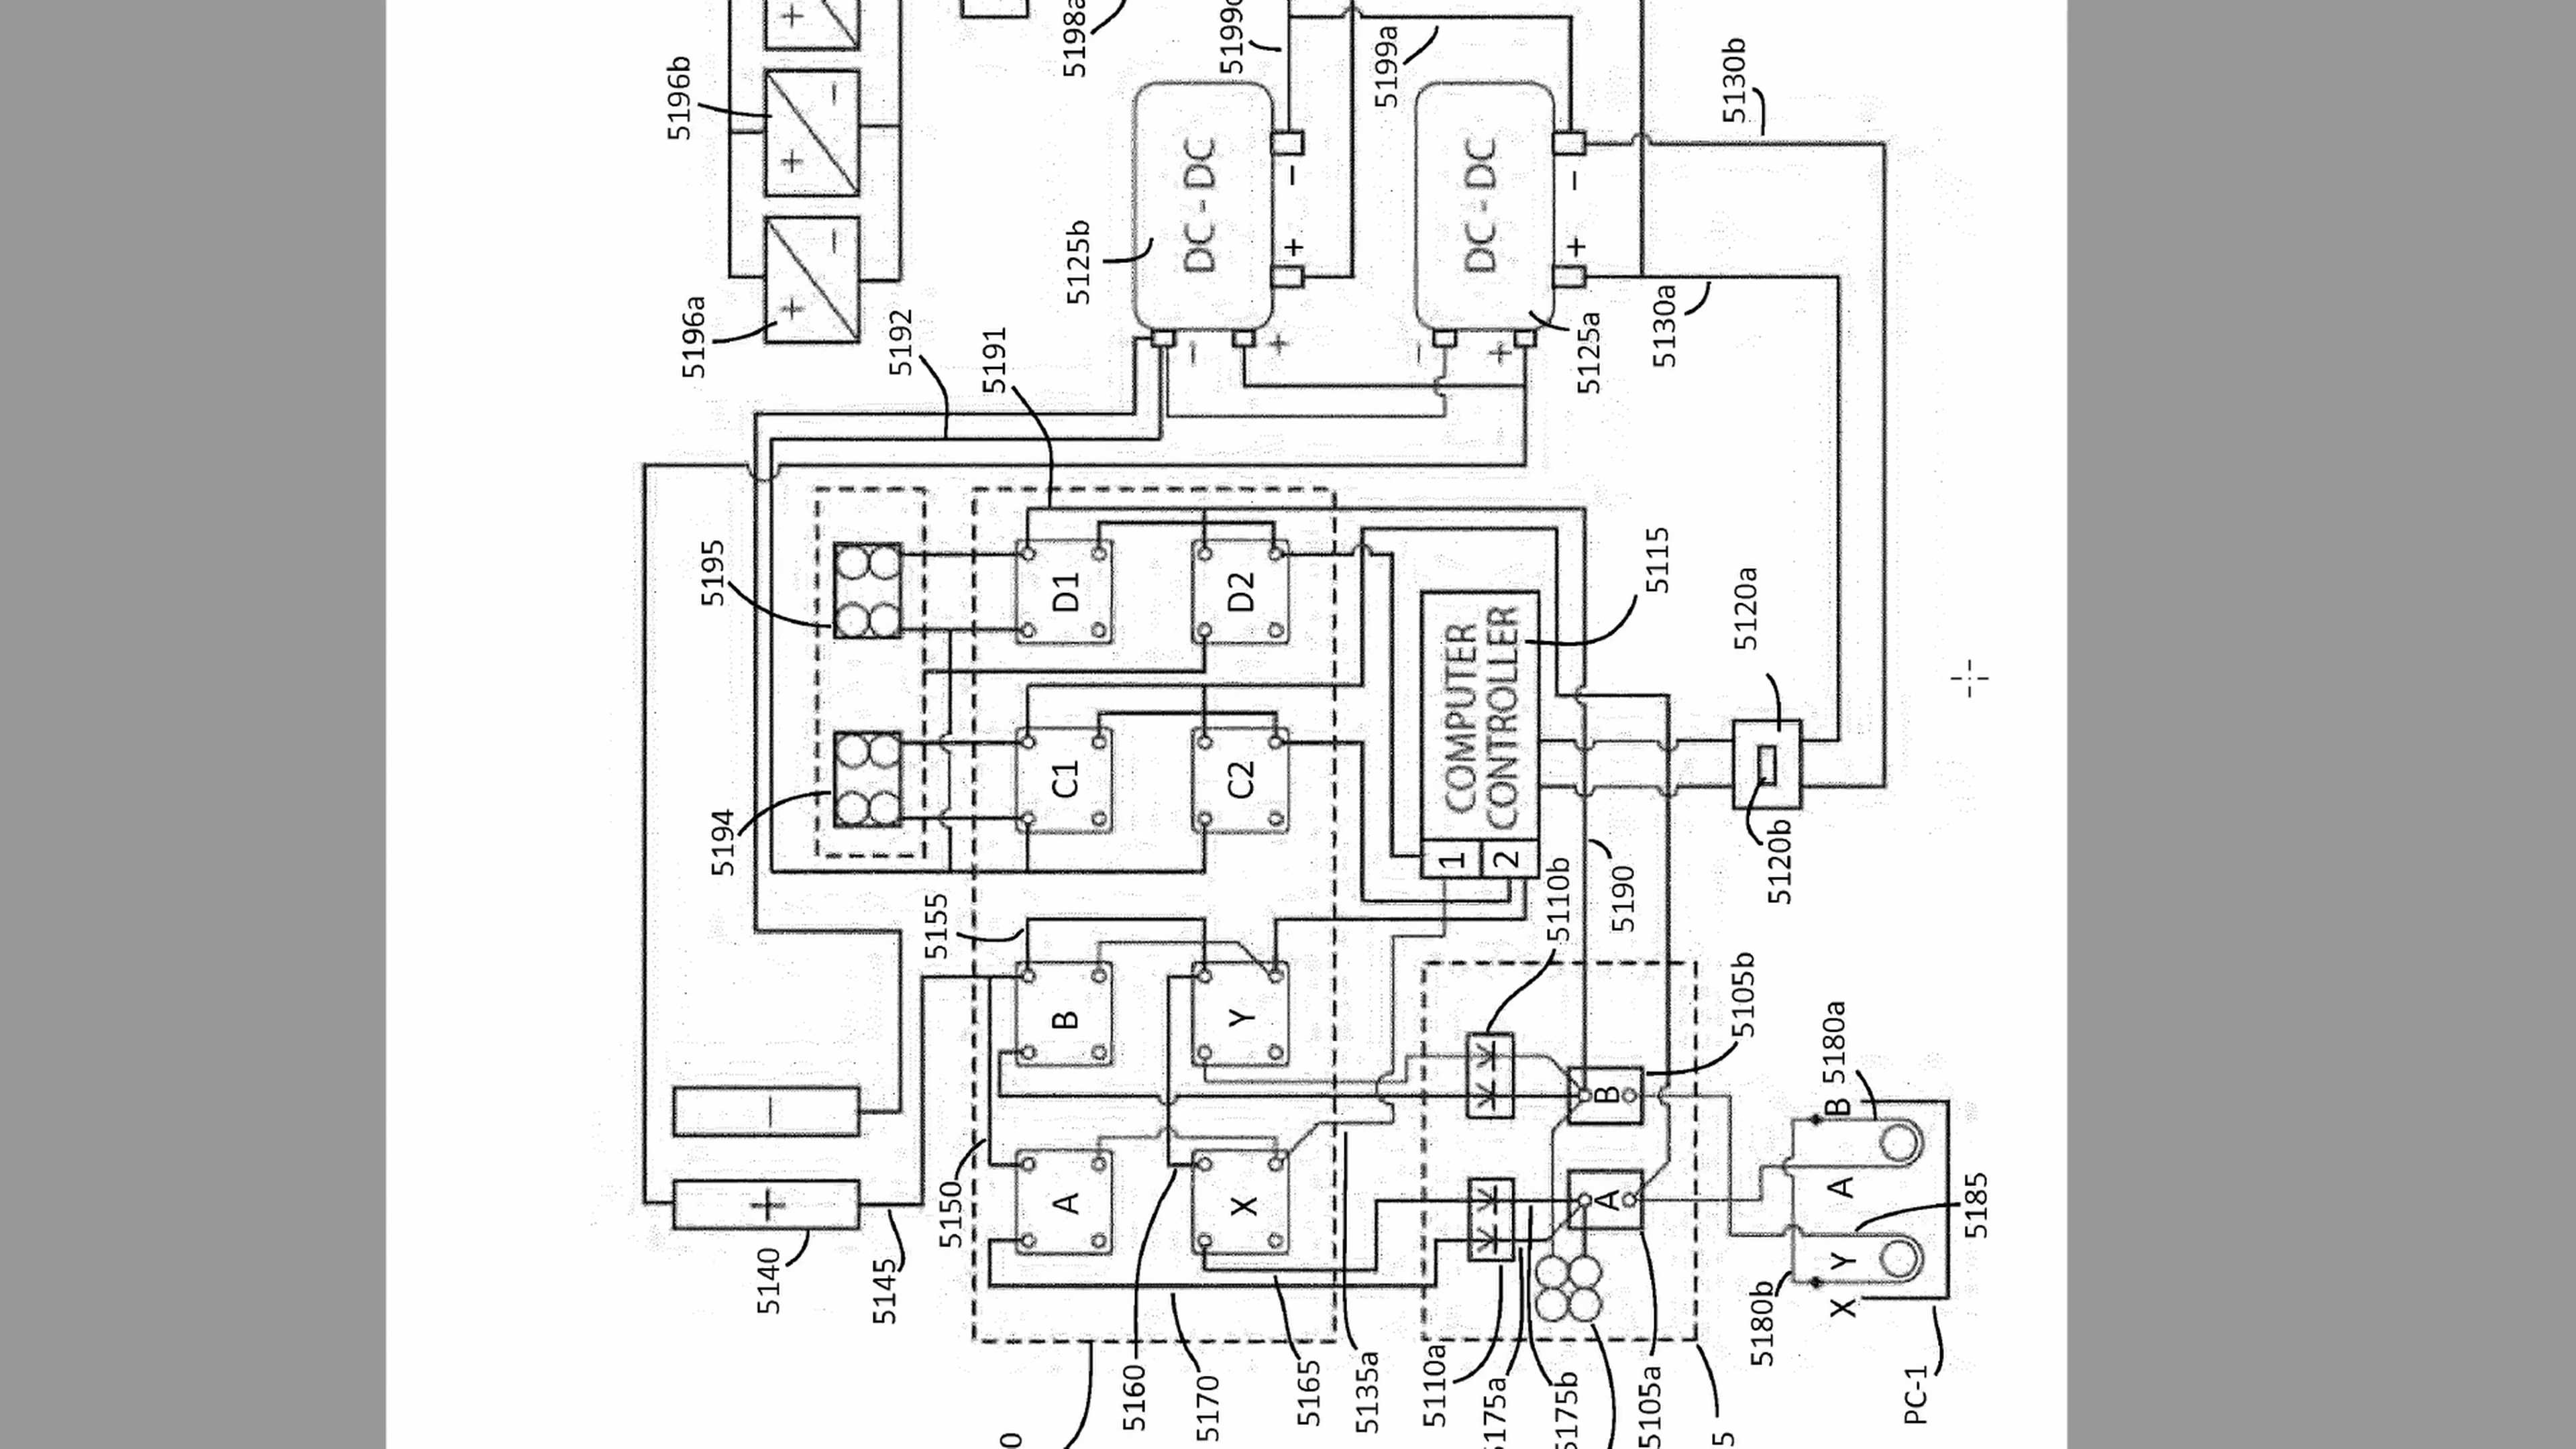 5196b
5196a
5198a
5199a
5130b
5125b
DC - DC
DC - DC
5125a
5130a
5192
5191
5195
5194
D1
D2
C1
C2
COMPUTER
CONTROLLER
1
2
5115
5120a
5120b
5190
5110b
5155
B
Y
A
X
5150
5140
5145
5105b
B
A
5180a
B
A
Y
X
5180b
5185
PC-1
5160
5170
5165
5135a
5110a
5175a
5175b
5105a
+
−